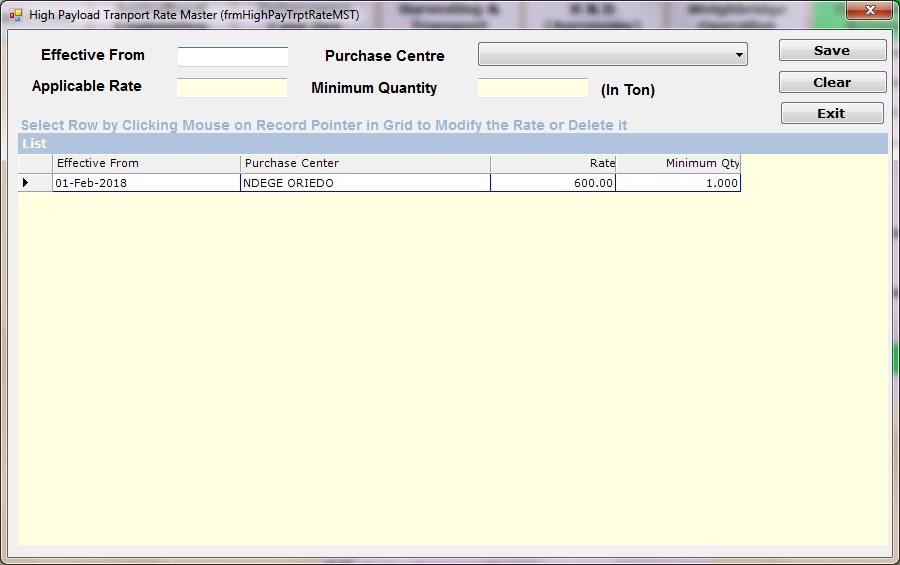 High Payload Tranport Rate Master (frmHighPayTrptRateMST)
Effective From
Purchase Centre
Save
Applicable Rate
Minimum Quantity
(In Ton)
Clear
Exit
Select Row by Clicking Mouse on Record Pointer in Grid to Modify the Rate or Delete it
List
Effective From Purchase Center Rate Minimum Qty
01-Feb-2018 NDEGE ORIEDO 600.00 1.000